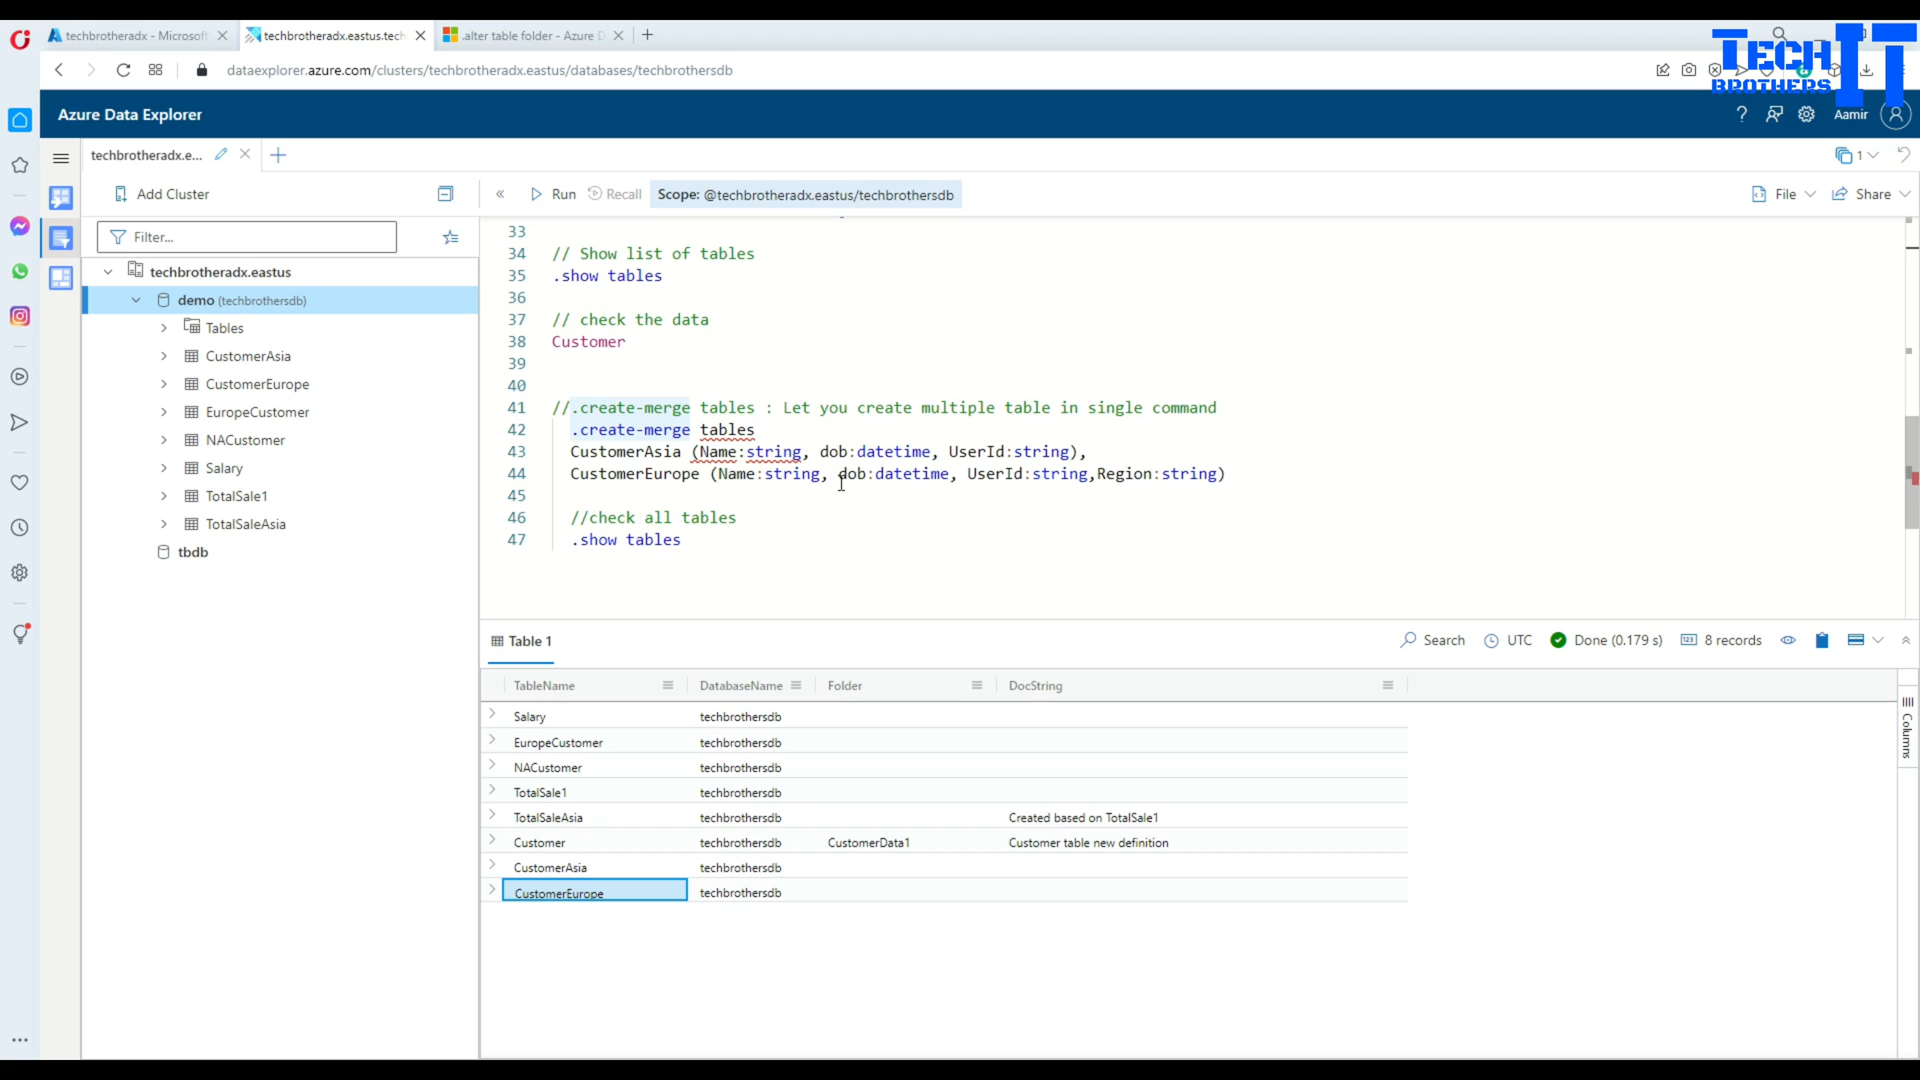 techbrotheradx - Microsoft
techbrotheradx.eastus.tech
.alter table folder - Azure D
dataexplorer.azure.com/clusters/techbrotheradx.eastus/databases/techbrothersdb
TECH IT
BROTHERS
Azure Data Explorer
Aamir
techbrotheradx.e...
1
Add Cluster
Run
Recall
Scope: @techbrotheradx.eastus/techbrothersdb
File
Share
Filter...
techbrotheradx.eastus
demo (techbrothersdb)
Tables
CustomerAsia
CustomerEurope
EuropeCustomer
NACustomer
Salary
TotalSale1
TotalSaleAsia
tbdb
33
34 // Show list of tables
35 .show tables
36
37 // check the data
38 Customer
39
40
41 //.create-merge tables : Let you create multiple table in single command
42 .create-merge tables
43 CustomerAsia (Name:string, dob:datetime, UserId:string),
44 CustomerEurope (Name:string, dob:datetime, UserId:string,Region:string)
45
46 //check all tables
47 .show tables
Table 1
Search
UTC
Done (0.179 s)
8 records
TableName DatabaseName Folder DocString
Salary techbrothersdb
EuropeCustomer techbrothersdb
NACustomer techbrothersdb
TotalSale1 techbrothersdb
TotalSaleAsia techbrothersdb Created based on TotalSale1
Customer techbrothersdb CustomerData1 Customer table new definition
CustomerAsia techbrothersdb
CustomerEurope techbrothersdb
Columns